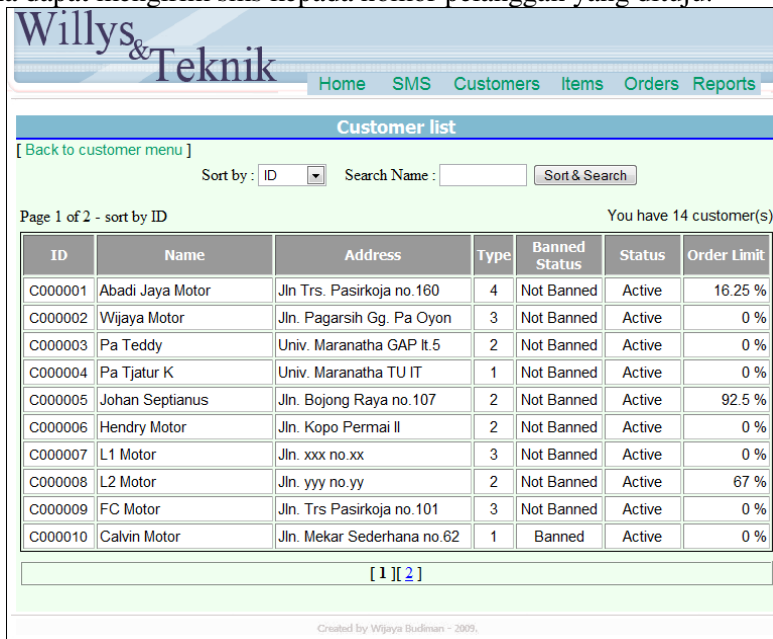 a dapat mengirim sms kepada nomor pelanggan yang dituju.
Willys
&Teknik
Home SMS Customers Items Orders Reports
Customer list
[ Back to customer menu ]
Sort by : ID Search Name : Sort & Search
Page 1 of 2 - sort by ID You have 14 customer(s)
ID Name Address Type Banned Status Status Order Limit
C000001 Abadi Jaya Motor Jln Trs. Pasirkoja no.160 4 Not Banned Active 16.25 %
C000002 Wijaya Motor Jln. Pagarsih Gg. Pa Oyon 3 Not Banned Active 0 %
C000003 Pa Teddy Univ. Maranatha GAP lt.5 2 Not Banned Active 0 %
C000004 Pa Tjatur K Univ. Maranatha TU IT 1 Not Banned Active 0 %
C000005 Johan Septianus Jln. Bojong Raya no.107 2 Not Banned Active 92.5 %
C000006 Hendry Motor Jln. Kopo Permai II 2 Not Banned Active 0 %
C000007 L1 Motor Jln. xxx no.xx 3 Not Banned Active 0 %
C000008 L2 Motor Jln. yyy no.yy 2 Not Banned Active 67 %
C000009 FC Motor Jln. Trs Pasirkoja no.101 3 Not Banned Active 0 %
C000010 Calvin Motor Jln. Mekar Sederhana no.62 1 Banned Active 0 %
[ 1 ][ 2 ]
Created by Wijaya Budiman - 2009.